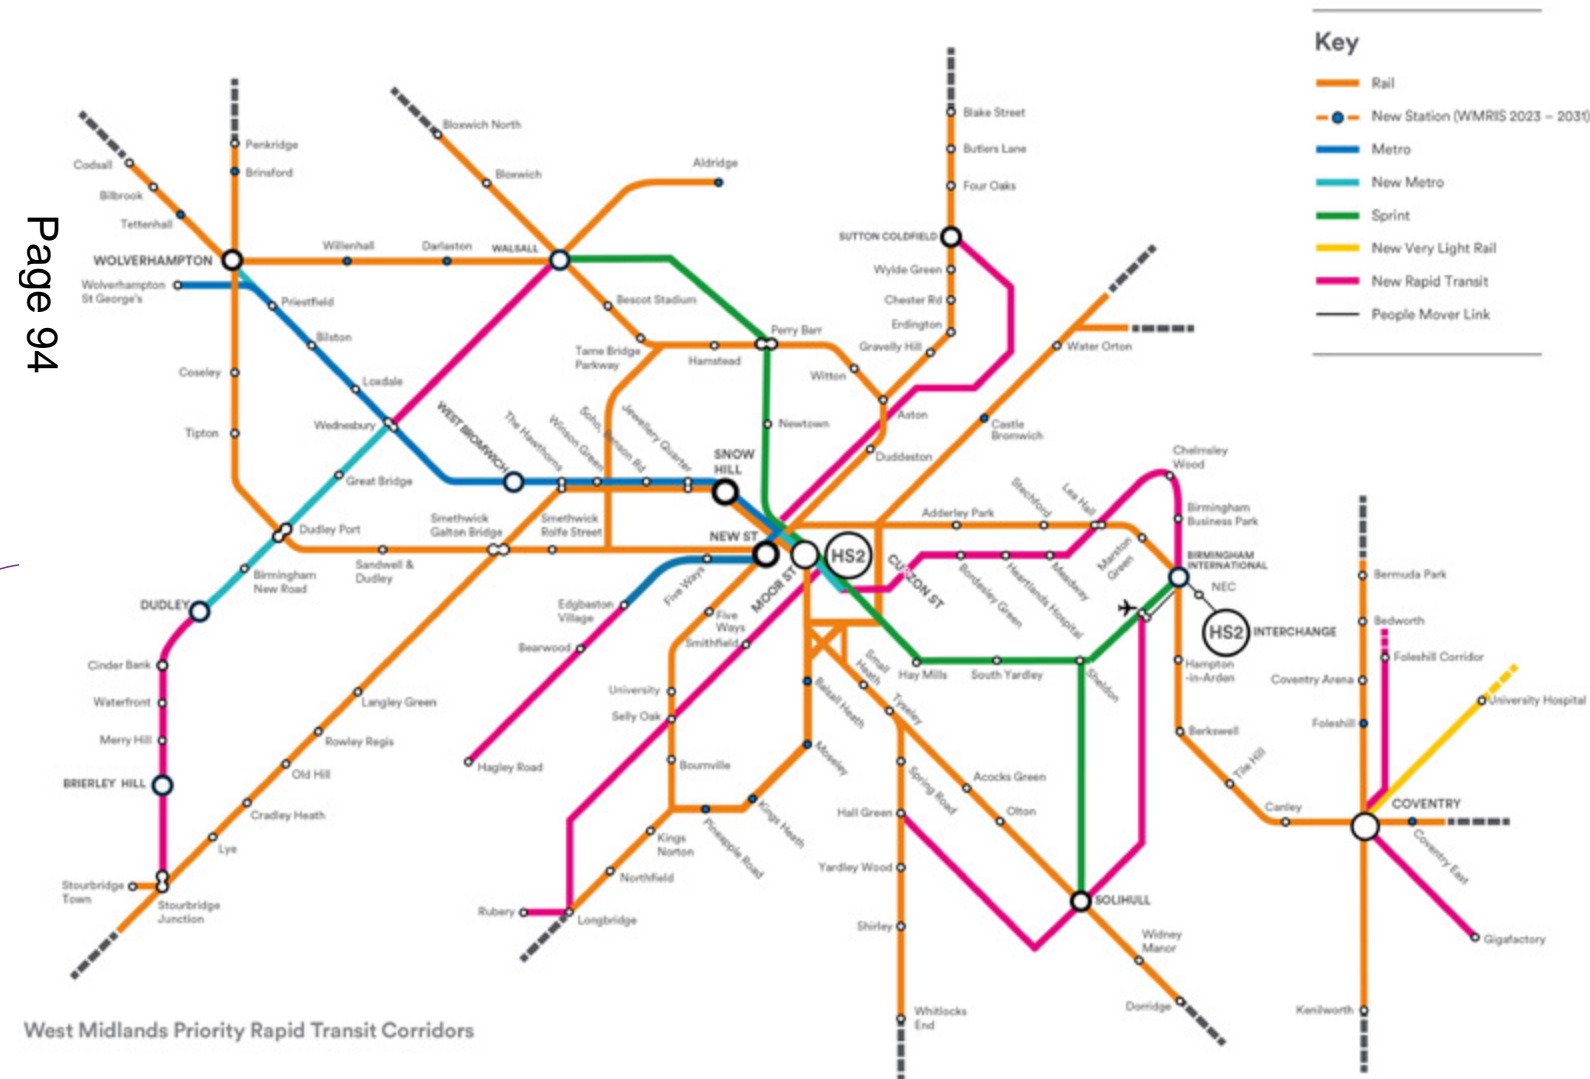 Page 94
Key
Rail
New Station (WMRIS 2023 – 2031)
Metro
New Metro
Sprint
New Very Light Rail
New Rapid Transit
People Mover Link
Codsall
Bilbrook
Tettenhall
Penkridge
Brinsford
WOLVERHAMPTON
Wolverhampton
St George's
Willenhall
Darlaston
WALSALL
Bloxwich North
Bloxwich
Aldridge
Blake Street
Butlers Lane
Four Oaks
SUTTON COLDFIELD
Wylde Green
Chester Rd
Erdington
Gravelly Hill
Water Orton
Priestfield
Bilston
Loxdale
Wednesbury
Coseley
Tipton
Bescot Stadium
Tame Bridge
Parkway
Hamstead
Perry Barr
Witton
Aston
Newtown
Duddeston
Castle
Bromwich
WEST BROMWICH
The Hawthorns
Winson Green
Soho, Benson Rd
Jewellery Quarter
SNOW
HILL
Great Bridge
Dudley Port
Smethwick
Galton Bridge
Smethwick
Rolfe Street
Sandwell &
Dudley
Birmingham
New Road
DUDLEY
NEW ST
MOOR ST
HS2
CURZON ST
Adderley Park
Stechford
Lea Hall
Marston
Green
Chelmsley
Wood
Birmingham
Business Park
BIRMINGHAM
INTERNATIONAL
NEC
HS2
INTERCHANGE
Bordesley Green
Heartlands Hospital
Meadway
Hampton
-in-Arden
Berkswell
Tile Hill
Canley
Five Ways
Edgbaston
Village
Bearwood
Hagley Road
Five
Ways
Smithfield
University
Selly Oak
Bournville
Kings
Norton
Northfield
Longbridge
Rubery
Balsall Heath
Moseley
Kings Heath
Pineapple Road
Small
Heath
Tyseley
Hay Mills
South Yardley
Sheldon
Spring Road
Acocks Green
Olton
Hall Green
Yardley Wood
Shirley
Whitlocks
End
SOLIHULL
Widney
Manor
Dorridge
Cinder Bank
Waterfront
Merry Hill
BRIERLEY HILL
Stourbridge
Town
Stourbridge
Junction
Lye
Cradley Heath
Old Hill
Rowley Regis
Langley Green
Bermuda Park
Bedworth
Foleshill Corridor
Coventry Arena
Foleshill
University Hospital
COVENTRY
Coventry East
Gigafactory
Kenilworth
West Midlands Priority Rapid Transit Corridors